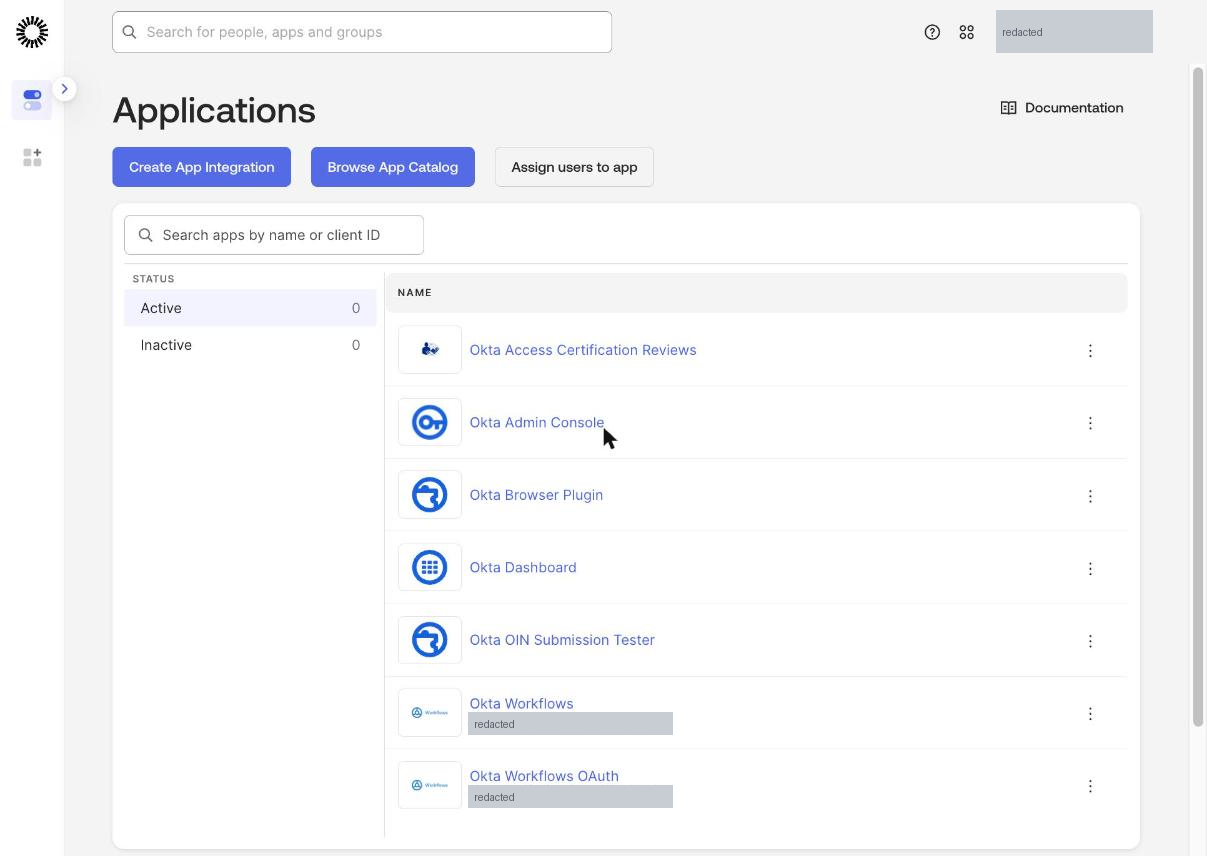 Search for people, apps and groups
redacted
Applications
Documentation
Create App Integration
Browse App Catalog
Assign users to app
Search apps by name or client ID
STATUS
Active 0
Inactive 0
NAME
Okta Access Certification Reviews
Okta Admin Console
Okta Browser Plugin
Okta Dashboard
Okta OIN Submission Tester
Workflows
Okta Workflows
redacted
Workflows
Okta Workflows OAuth
redacted